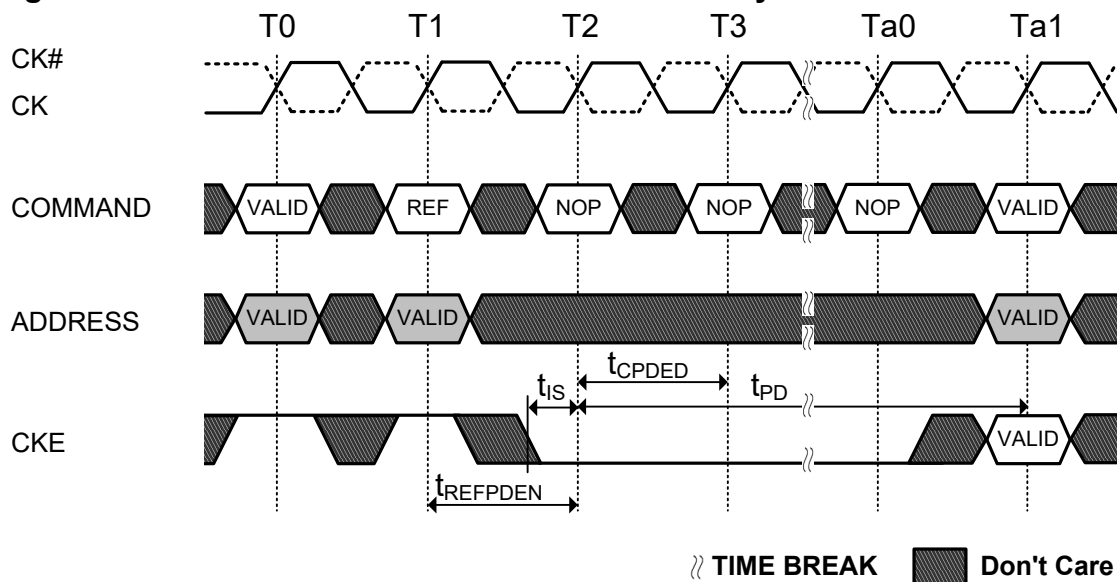 T0 T1 T2 T3 Ta0 Ta1
CK#
CK
COMMAND VALID REF NOP NOP NOP VALID
ADDRESS VALID VALID VALID
tIS tCPDED tPD
CKE VALID
tREFPDEN
TIME BREAK Don't Care